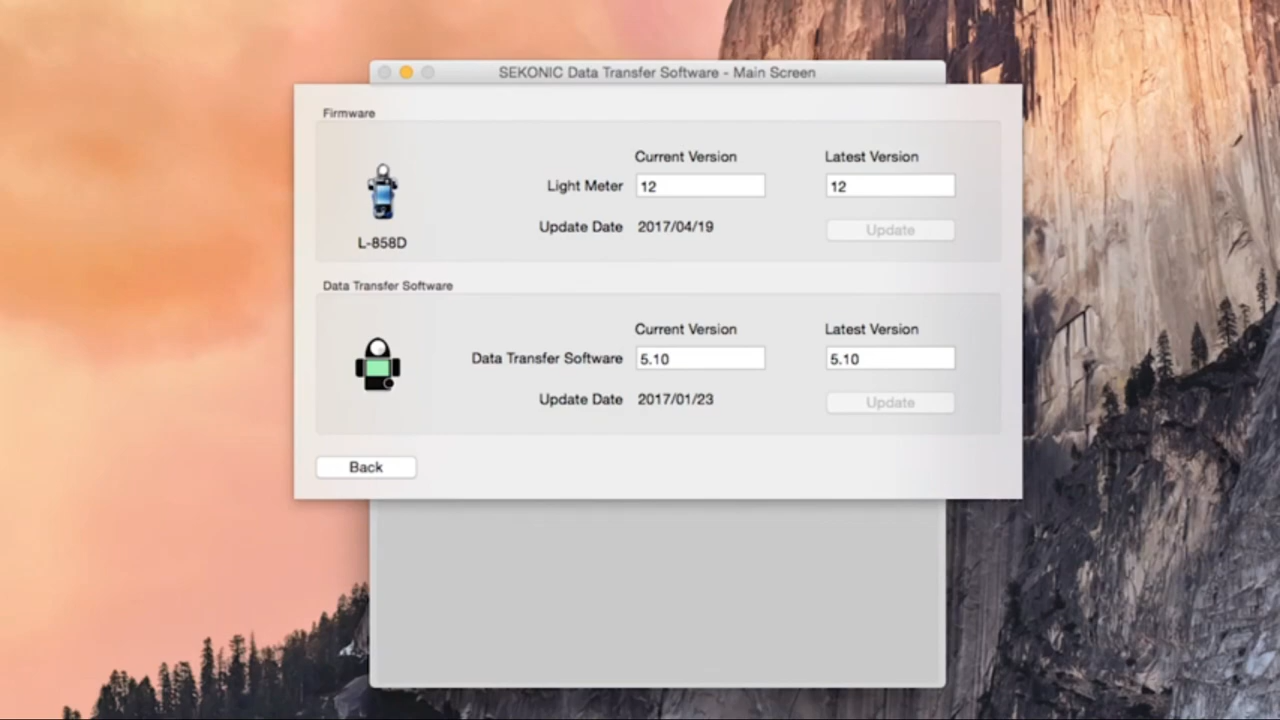 SEKONIC Data Transfer Software - Main Screen
Firmware
Current Version Latest Version
Light Meter 12 12
Update Date 2017/04/19 Update
L-858D
Data Transfer Software
Current Version Latest Version
Data Transfer Software 5.10 5.10
Update Date 2017/01/23 Update
Back